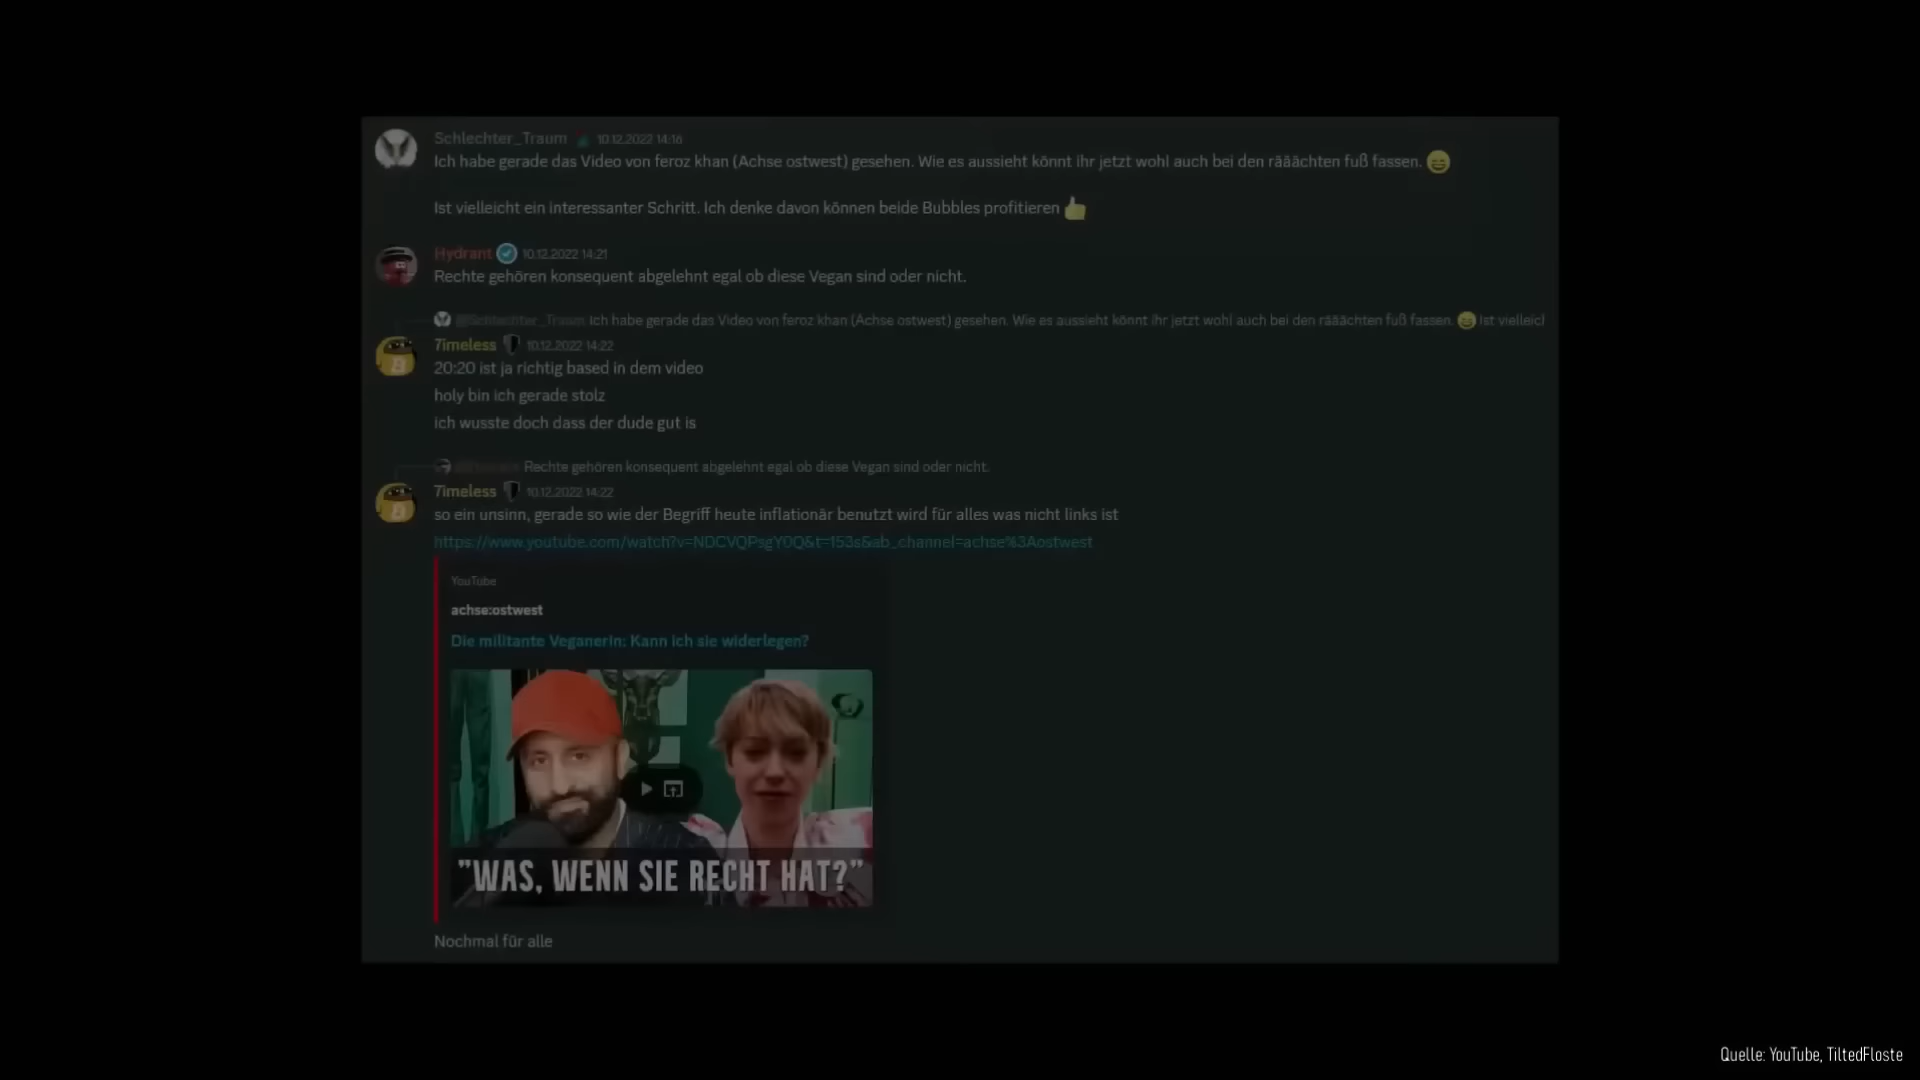 Schlechter_Traum 10.12.2022 14:16
Ich habe gerade das Video von feroz khan (Achse ostwest) gesehen. Wie es aussieht könnt ihr jetzt wohl auch bei den räääChten fuß fassen.
Ist vielleicht ein interessanter Schritt. Ich denke davon können beide Bubbles profitieren
Hydrant 10.12.2022 14:21
Rechte gehören konsequent abgelehnt egal ob diese Vegan sind oder nicht.
@Schlechter_Traum Ich habe gerade das Video von feroz khan (Achse ostwest) gesehen. Wie es aussieht könnt ihr jetzt wohl auch bei den räääChten fuß fassen. Ist vielleicl
7imeless 10.12.2022 14:22
20:20 ist ja richtig based in dem video
holy bin ich gerade stolz
ich wusste doch dass der dude gut is
Rechte gehören konsequent abgelehnt egal ob diese Vegan sind oder nicht.
7imeless 10.12.2022 14:22
so ein unsinn, gerade so wie der Begriff heute inflationär benutzt wird für alles was nicht links ist
https://www.youtube.com/watch?v=NDCVQPsgY0Q&t=153s&ab_channel=achse%3Aostwest
YouTube
achse:ostwest
Die militante Veganerin: Kann ich sie widerlegen?
"WAS, WENN SIE RECHT HAT?"
Nochmal für alle
Quelle: YouTube, TiltedFloste